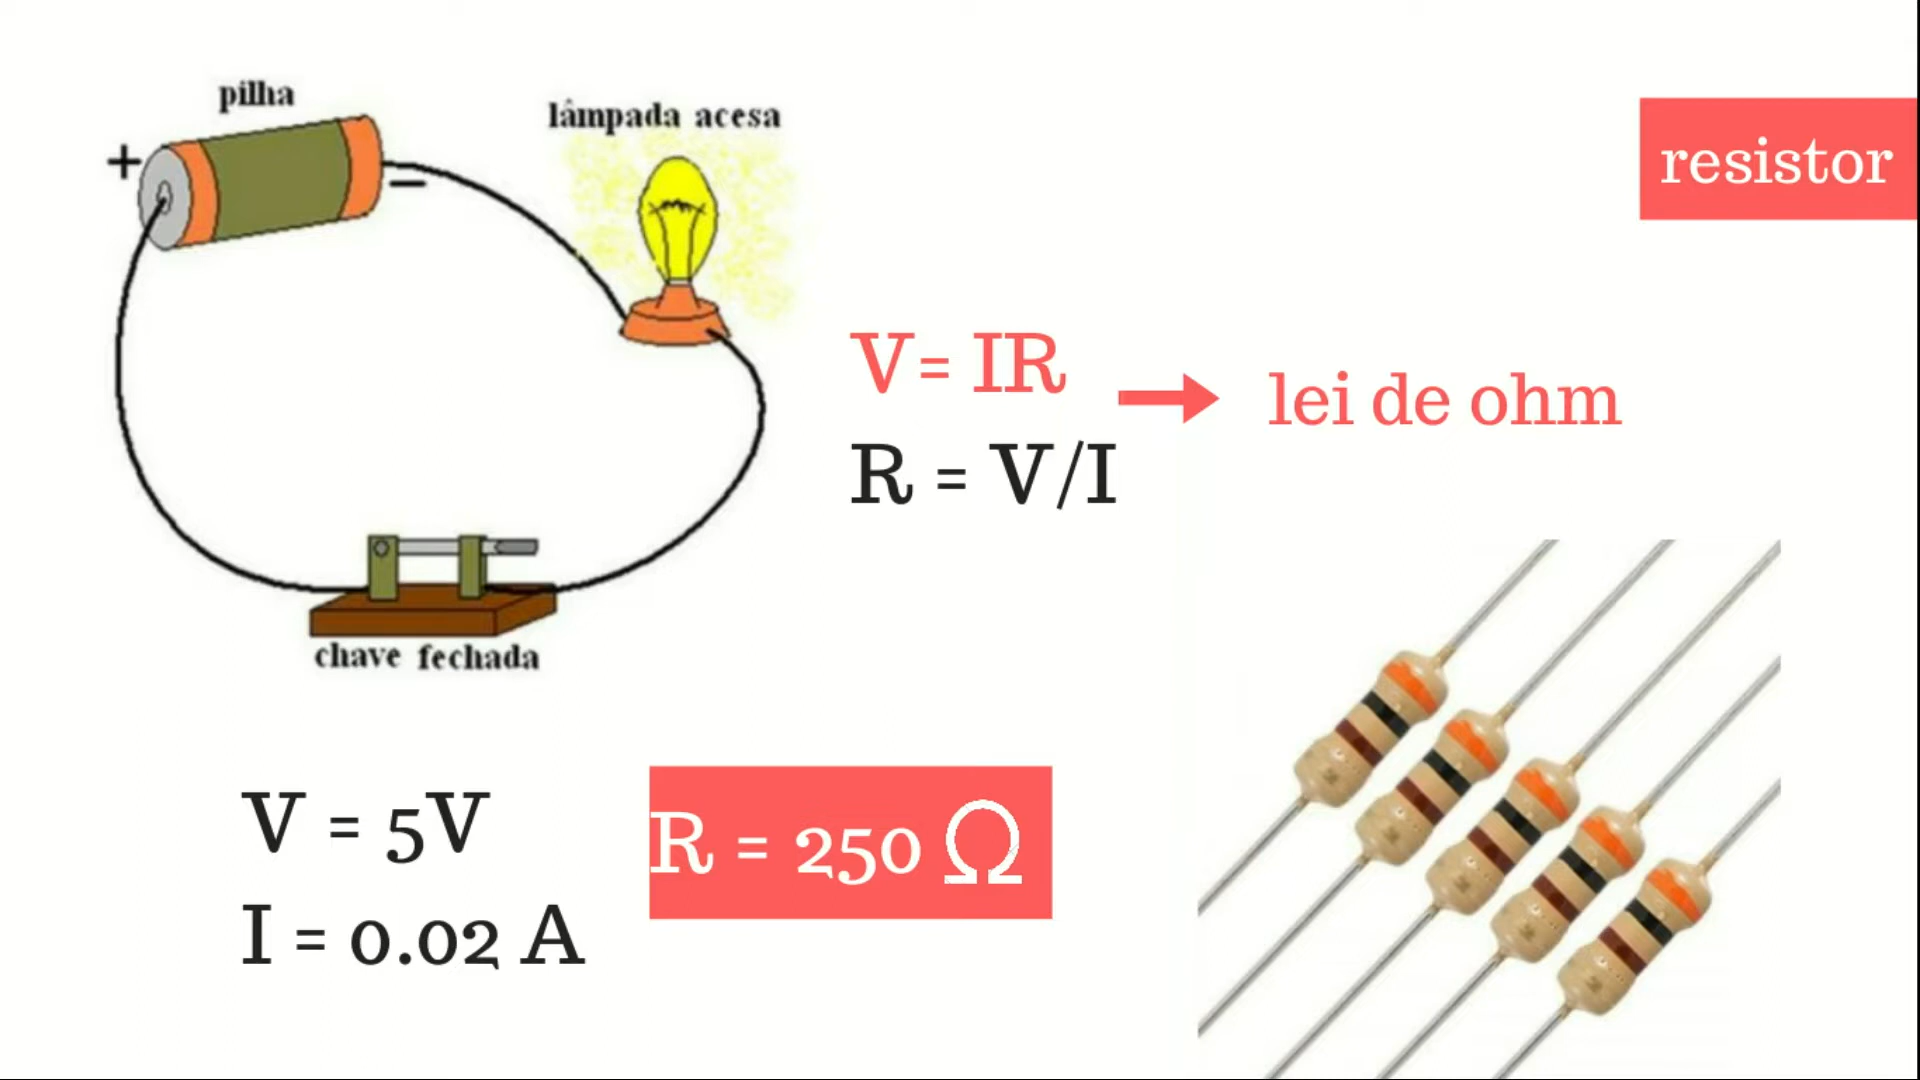 pilha
+
−
lâmpada acesa
resistor
V= IR
lei de ohm
R = V/I
chave fechada
V = 5V
I = 0.02 A
R = 250 Ω